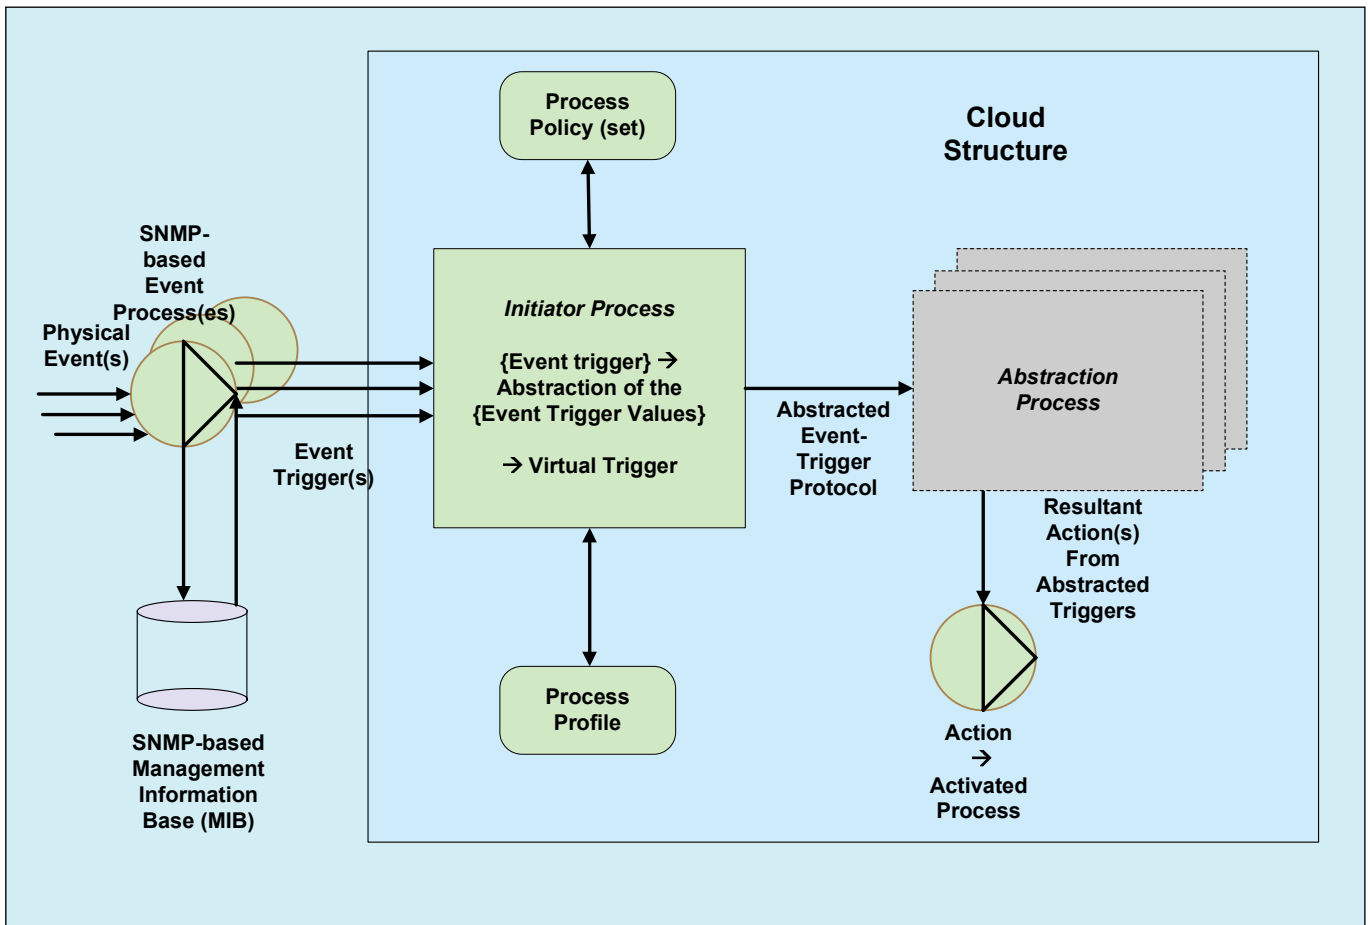 Process
Policy (set)
Cloud
Structure
SNMP-
based
Event
Process(es)
Physical
Event(s)
Initiator Process
{Event trigger} →
Abstraction of the
{Event Trigger Values}
→ Virtual Trigger
Event
Trigger(s)
Abstracted
Event-
Trigger
Protocol
Abstraction
Process
Resultant
Action(s)
From
Abstracted
Triggers
Process
Profile
SNMP-based
Management
Information
Base (MIB)
Action
→
Activated
Process